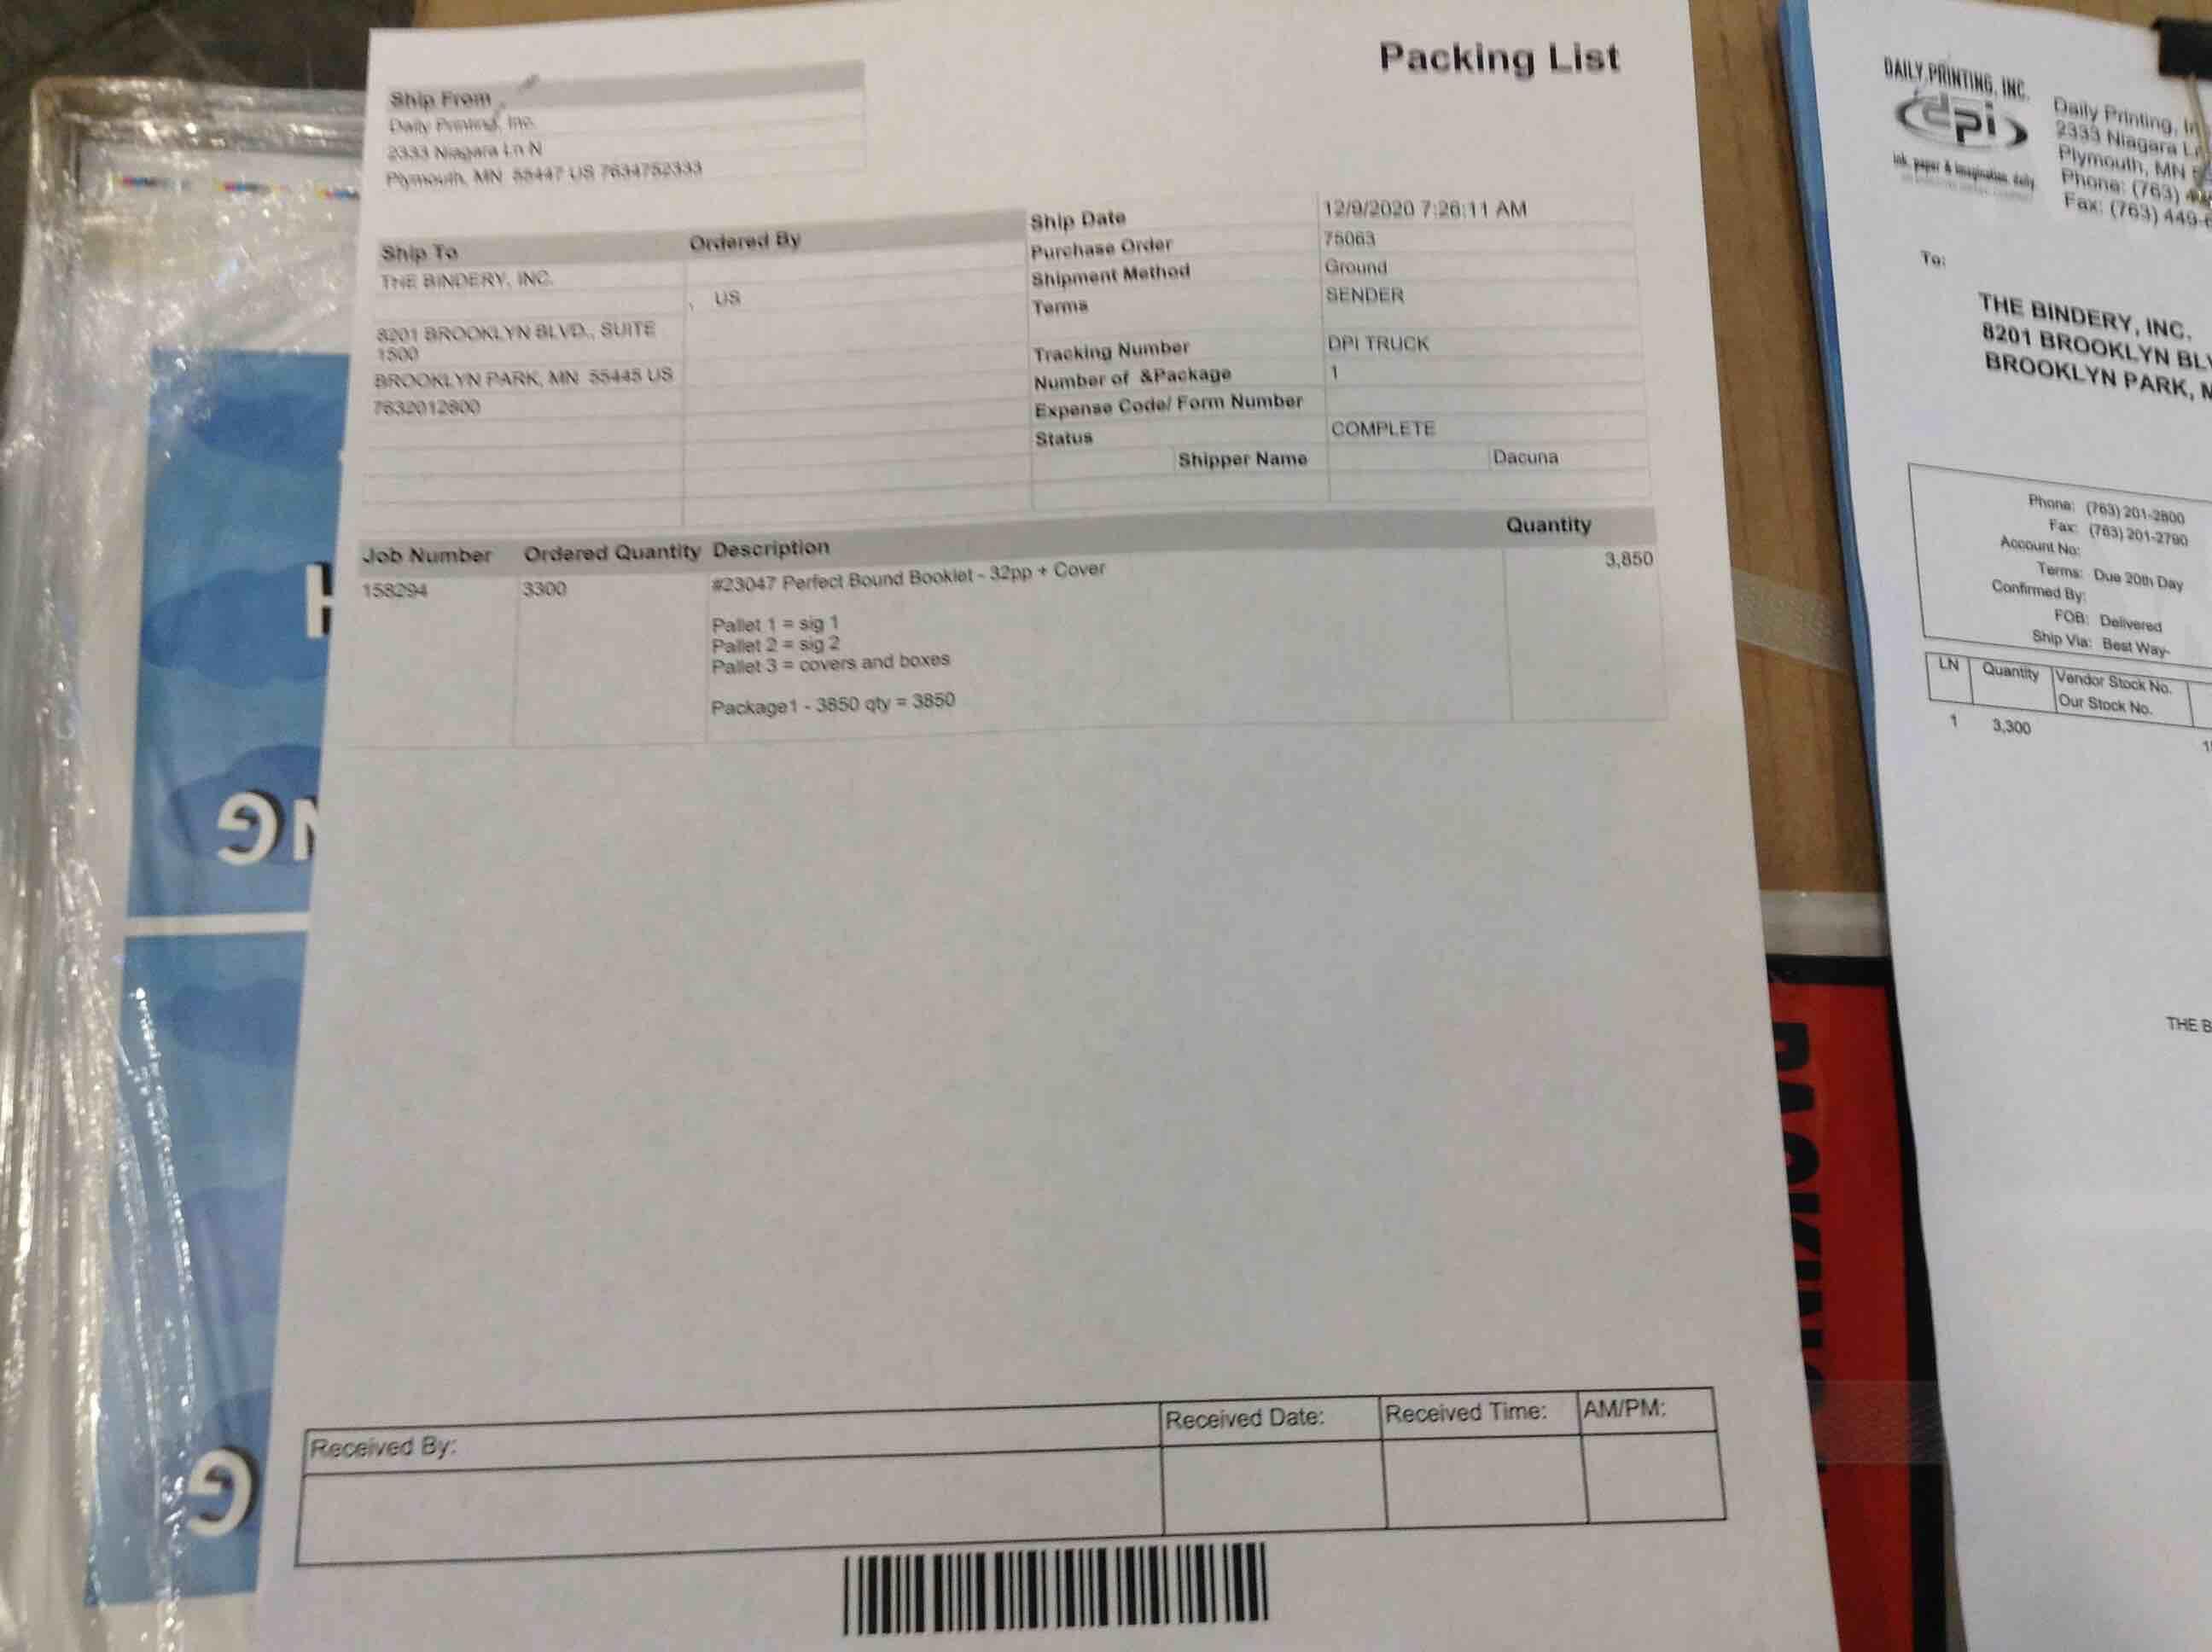 Packing List
Ship From
Daily Printing, Inc.
2333 Niagara Ln N
Plymouth, MN 55447 US 7634752333
Ship To
Ordered By
THE BINDERY, INC.
, US
8201 BROOKLYN BLVD., SUITE
1500
BROOKLYN PARK, MN 55445 US
7632012800
Ship Date 12/9/2020 7:26:11 AM
Purchase Order 75063
Shipment Method Ground
Terms SENDER
Tracking Number DPI TRUCK
Number of &Package 1
Expense Code/ Form Number
Status COMPLETE
Shipper Name Dacuna
Job Number Ordered Quantity Description Quantity
158294 3300 #23047 Perfect Bound Booklet - 32pp + Cover 3,850
Pallet 1 = sig 1
Pallet 2 = sig 2
Pallet 3 = covers and boxes
Package1 - 3850 qty = 3850
Received By: Received Date: Received Time: AM/PM:
DAILY PRINTING, INC.
dpi
ink, paper & imagination, daily
Daily Printing,
2333 Niagara
Plymouth, MN
Phone: (763)
Fax: (763) 449-
To:
THE BINDERY, INC.
8201 BROOKLYN
BROOKLYN PARK,
Phone: (763) 201-2800
Fax: (763) 201-2790
Account No:
Terms: Due 20th Day
Confirmed By:
FOB: Delivered
Ship Via: Best Way-
LN Quantity Vendor Stock No.
Our Stock No.
1 3,300
THE
PACKING
H
NG
G